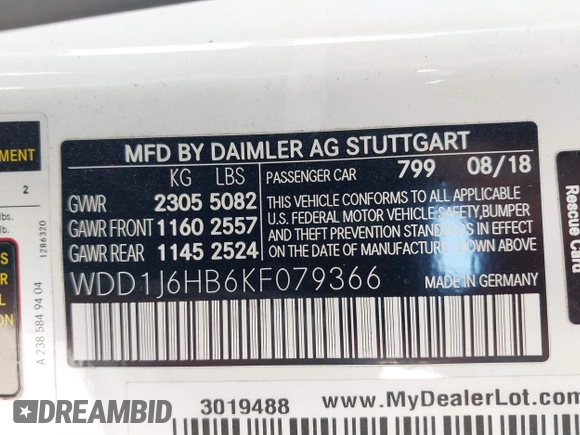 MFD BY DAIMLER AG STUTTGART
KG LBS
GVWR 2305 5082
GAWR FRONT 1160 2557
GAWR REAR 1145 2524
PASSENGER CAR 799 08/18
THIS VEHICLE CONFORMS TO ALL APPLICABLE
U.S. FEDERAL MOTOR VEHICLE SAFETY, BUMPER
AND THEFT PREVENTION STANDARDS IN
EFFECT ON THE DATE OF MANUFACTURE
SHOWN ABOVE.
WDD1J6HB6KF079366
MADE IN GERMANY
2
lbs.
1286320
A 238 584 94 04
Rescue
3019488
www.MyDealerLot.com
DREAMBID